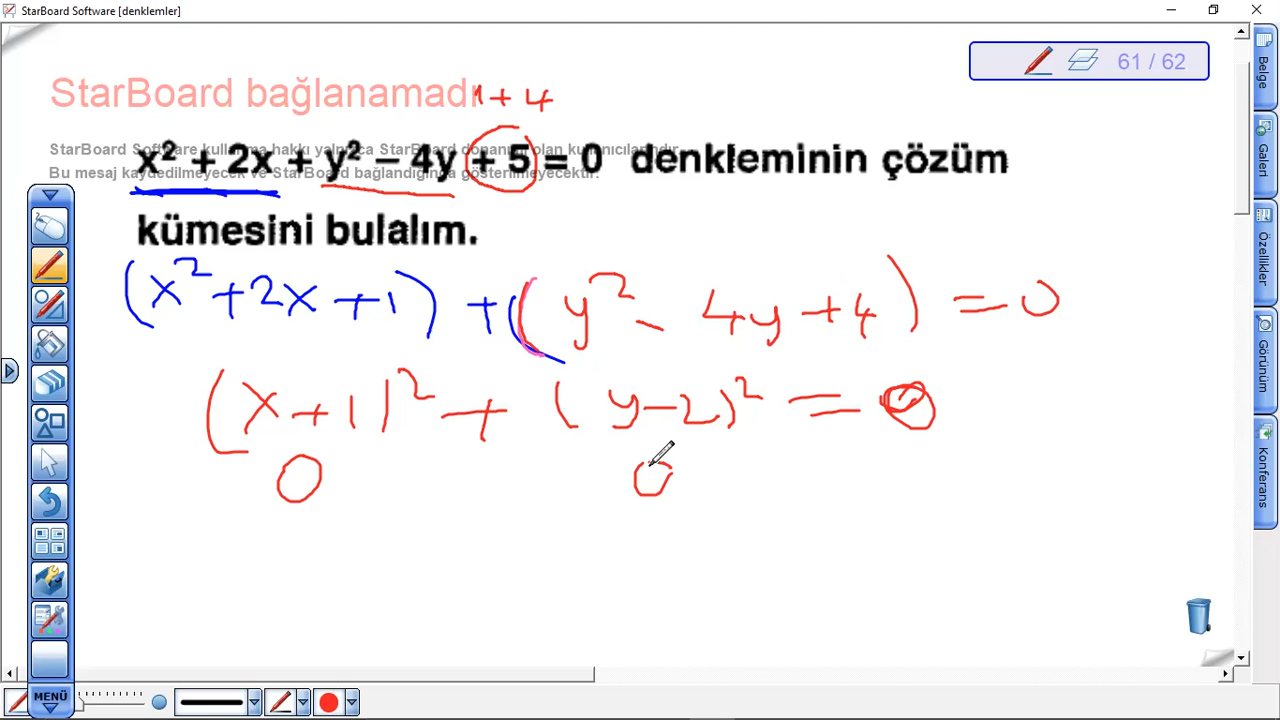 StarBoard Software [denklemler]
61 / 62
StarBoard bağlanamadı
1 + 4
StarBoard Software kullanma hakkı yalnızca StarBoard donanımı olan kullanıcılarındır.
x² + 2x + y² − 4y + 5 = 0 denkleminin çözüm
Bu mesaj kaydedilmeyecek ve StarBoard bağlandığında gösterilmeyecektir.
kümesini bulalım.
(x² + 2x + 1) + (y² - 4y + 4) = 0
(x + 1)² + (y - 2)² = 0
0 0
MENÜ
Belge
Galeri
Özellikler
Görünüm
Konferans